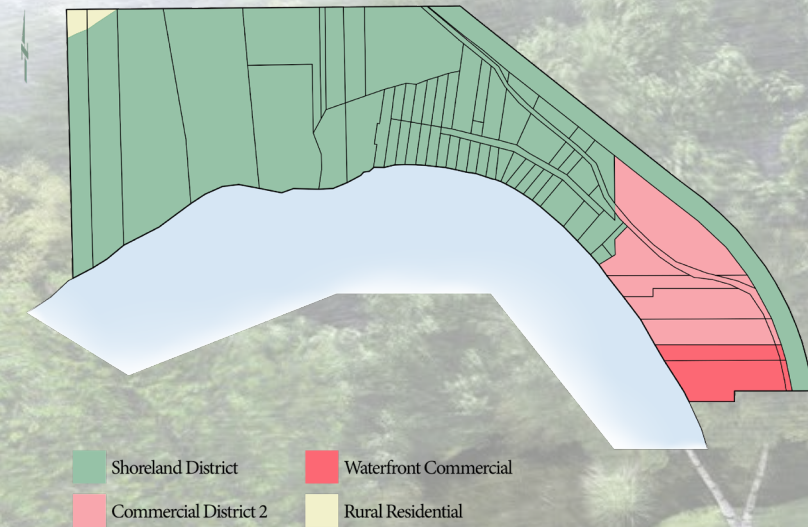 Shoreland District
Waterfront Commercial
Commercial District 2
Rural Residential